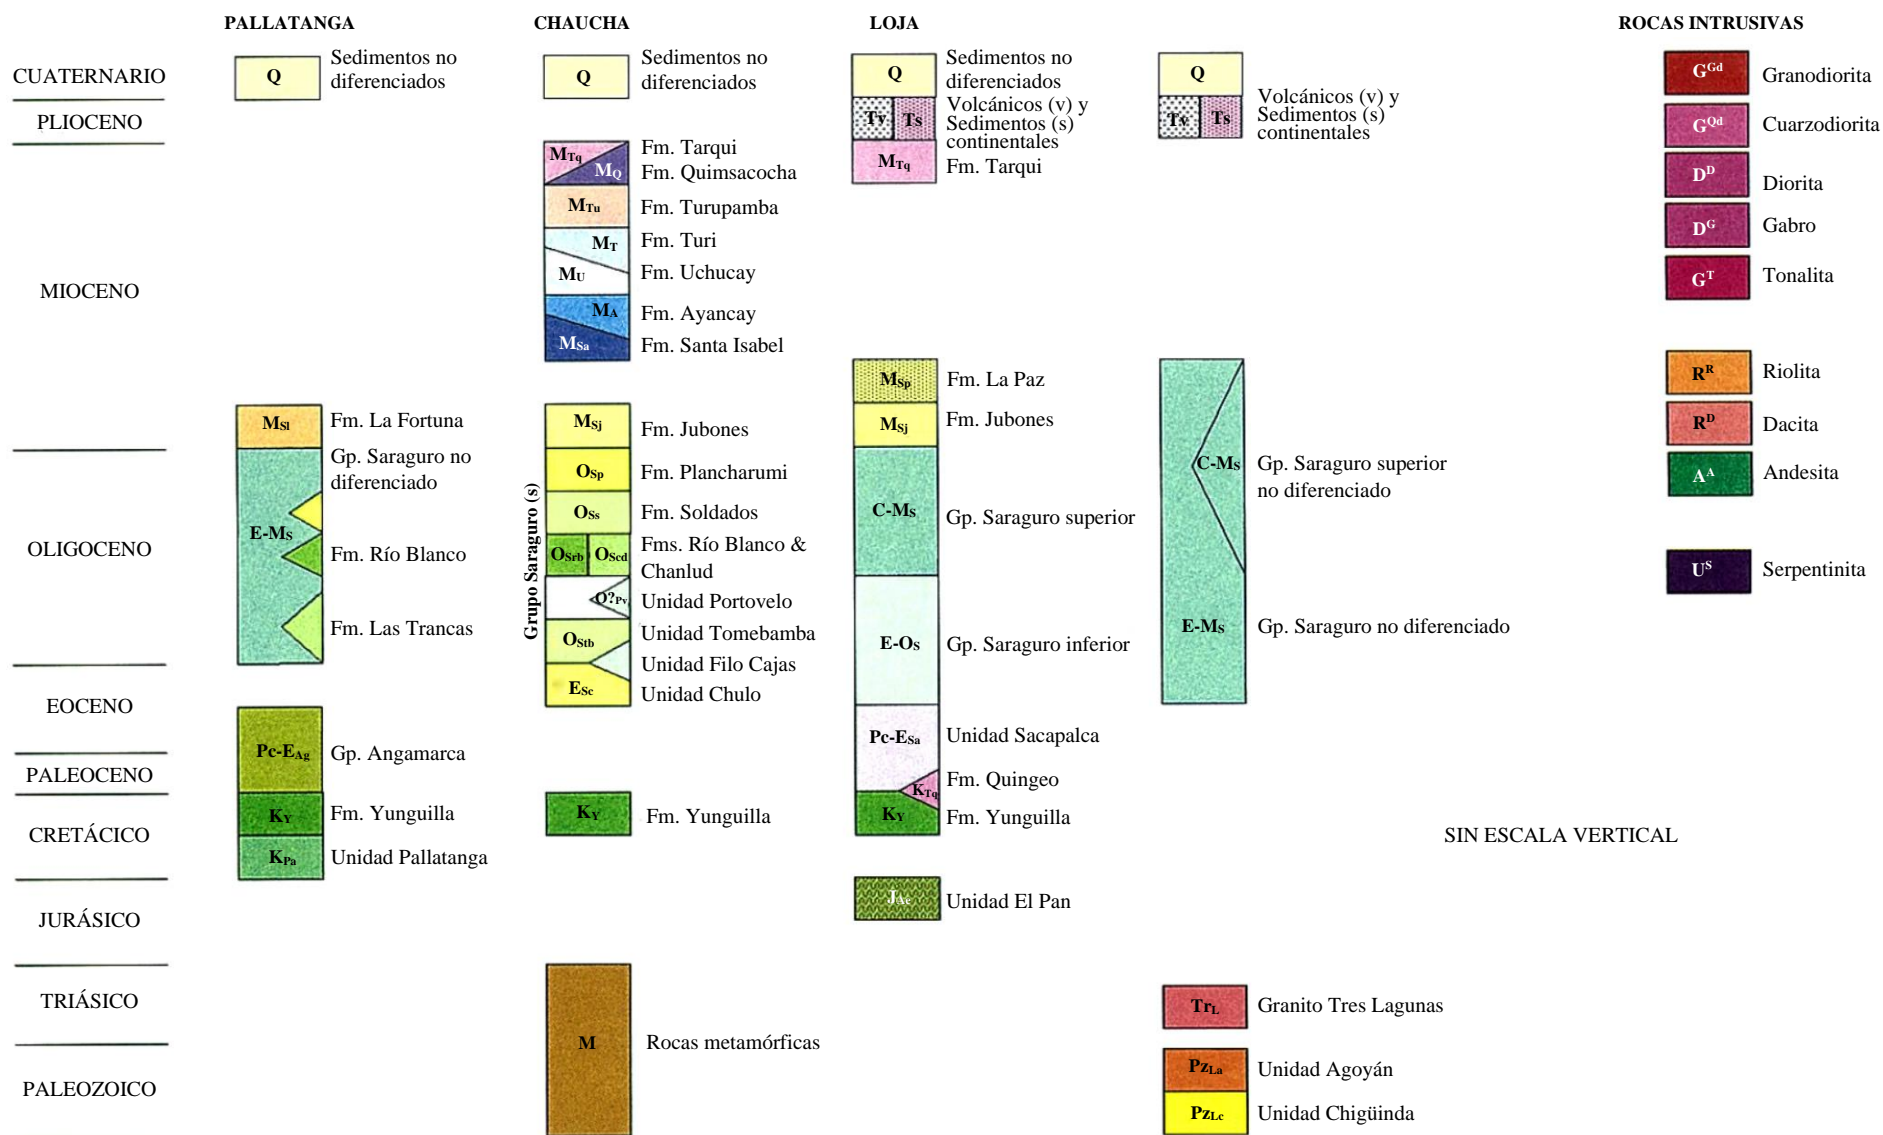 PALLATANGA
CHAUCHA
LOJA
ROCAS INTRUSIVAS
CUATERNARIO
PLIOCENO
MIOCENO
OLIGOCENO
EOCENO
PALEOCENO
CRETÁCICO
JURÁSICO
TRIÁSICO
PALEOZOICO
Q
Sedimentos no
diferenciados
MSl
Fm. La Fortuna
Gp. Saraguro no
diferenciado
E-MS
Fm. Río Blanco
Fm. Las Trancas
Pc-EAg
Gp. Angamarca
KY
Fm. Yunguilla
KPa
Unidad Pallatanga
Q
Sedimentos no
diferenciados
MTq
Fm. Tarqui
MQ
Fm. Quimsacocha
MTu
Fm. Turupamba
MT
Fm. Turi
MU
Fm. Uchucay
MA
Fm. Ayancay
MSa
Fm. Santa Isabel
Grupo Saraguro (s)
MSj
Fm. Jubones
OSp
Fm. Plancharumi
OSs
Fm. Soldados
OSrb
OScd
Fms. Río Blanco &
Chanlud
O?Pv
Unidad Portovelo
OStb
Unidad Tomebamba
Unidad Filo Cajas
ESc
Unidad Chulo
KY
Fm. Yunguilla
M
Rocas metamórficas
Q
Sedimentos no
diferenciados
Tv
Ts
Volcánicos (v) y
Sedimentos (s)
continentales
MTq
Fm. Tarqui
MSp
Fm. La Paz
MSj
Fm. Jubones
C-MS
Gp. Saraguro superior
E-OS
Gp. Saraguro inferior
Pc-ESa
Unidad Sacapalca
KTq
Fm. Quingeo
KY
Fm. Yunguilla
JAc
Unidad El Pan
Q
Tv
Ts
Volcánicos (v) y
Sedimentos (s)
continentales
C-MS
Gp. Saraguro superior
no diferenciado
E-MS
Gp. Saraguro no diferenciado
TrL
Granito Tres Lagunas
PzLa
Unidad Agoyán
PzLc
Unidad Chigüinda
GGd
Granodiorita
GQd
Cuarzodiorita
DD
Diorita
DG
Gabro
GT
Tonalita
RR
Riolita
RD
Dacita
AA
Andesita
US
Serpentinita
SIN ESCALA VERTICAL